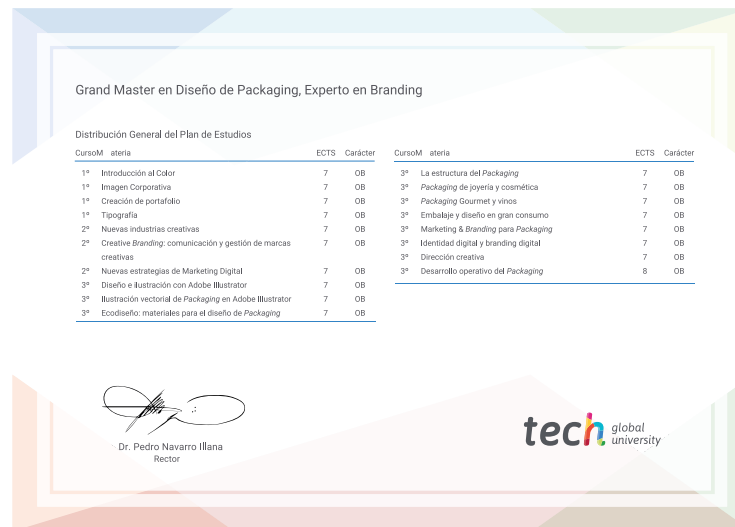 Grand Master en Diseño de Packaging, Experto en Branding
Distribución General del Plan de Estudios
CursoM ateria ECTS Carácter
1º Introducción al Color 7 OB
1º Imagen Corporativa 7 OB
1º Creación de portafolio 7 OB
1º Tipografía 7 OB
2º Nuevas industrias creativas 7 OB
2º Creative Branding: comunicación y gestión de marcas 7 OB
creativas
2º Nuevas estrategias de Marketing Digital 7 OB
3º Diseño e ilustración con Adobe Illustrator 7 OB
3º Ilustración vectorial de Packaging en Adobe Illustrator 7 OB
3º Ecodiseño: materiales para el diseño de Packaging 7 OB
CursoM ateria ECTS Carácter
3º La estructura del Packaging 7 OB
3º Packaging de joyería y cosmética 7 OB
3º Packaging Gourmet y vinos 7 OB
3º Embalaje y diseño en gran consumo 7 OB
3º Marketing & Branding para Packaging 7 OB
3º Identidad digital y branding digital 7 OB
3º Dirección creativa 7 OB
3º Desarrollo operativo del Packaging 8 OB
Dr. Pedro Navarro Illana
Rector
tech global
university